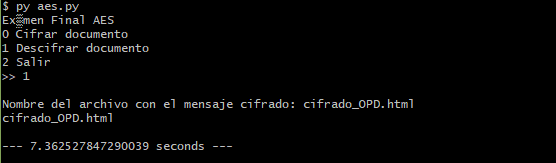 $ py aes.py
Examen Final AES
0 Cifrar documento
1 Descifrar documento
2 Salir
>> 1
Nombre del archivo con el mensaje cifrado: cifrado_OPD.html
cifrado_OPD.html
--- 7.362527847290039 seconds ---